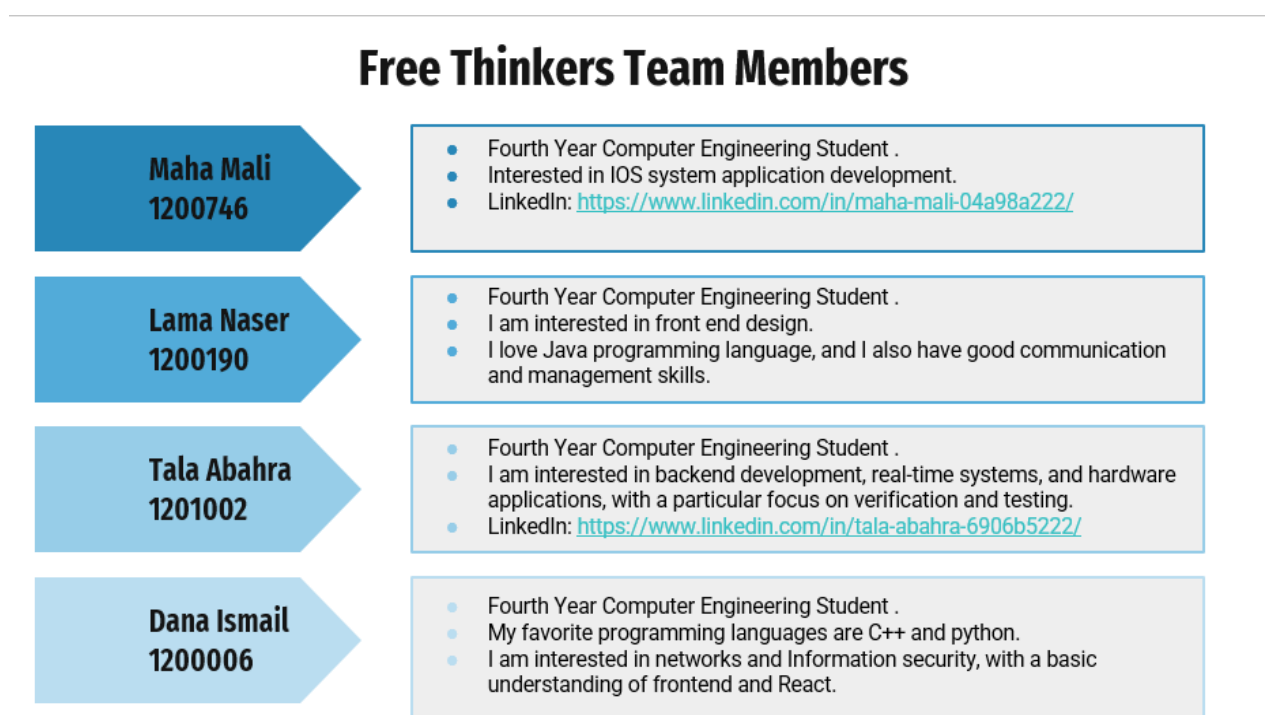 Free Thinkers Team Members
Maha Mali
1200746
Fourth Year Computer Engineering Student .
Interested in IOS system application development.
LinkedIn: https://www.linkedin.com/in/maha-mali-04a98a222/
Lama Naser
1200190
Fourth Year Computer Engineering Student .
I am interested in front end design.
I love Java programming language, and I also have good communication
and management skills.
Tala Abahra
1201002
Fourth Year Computer Engineering Student .
I am interested in backend development, real-time systems, and hardware
applications, with a particular focus on verification and testing.
LinkedIn: https://www.linkedin.com/in/tala-abahra-6906b5222/
Dana Ismail
1200006
Fourth Year Computer Engineering Student .
My favorite programming languages are C++ and python.
I am interested in networks and Information security, with a basic
understanding of frontend and React.